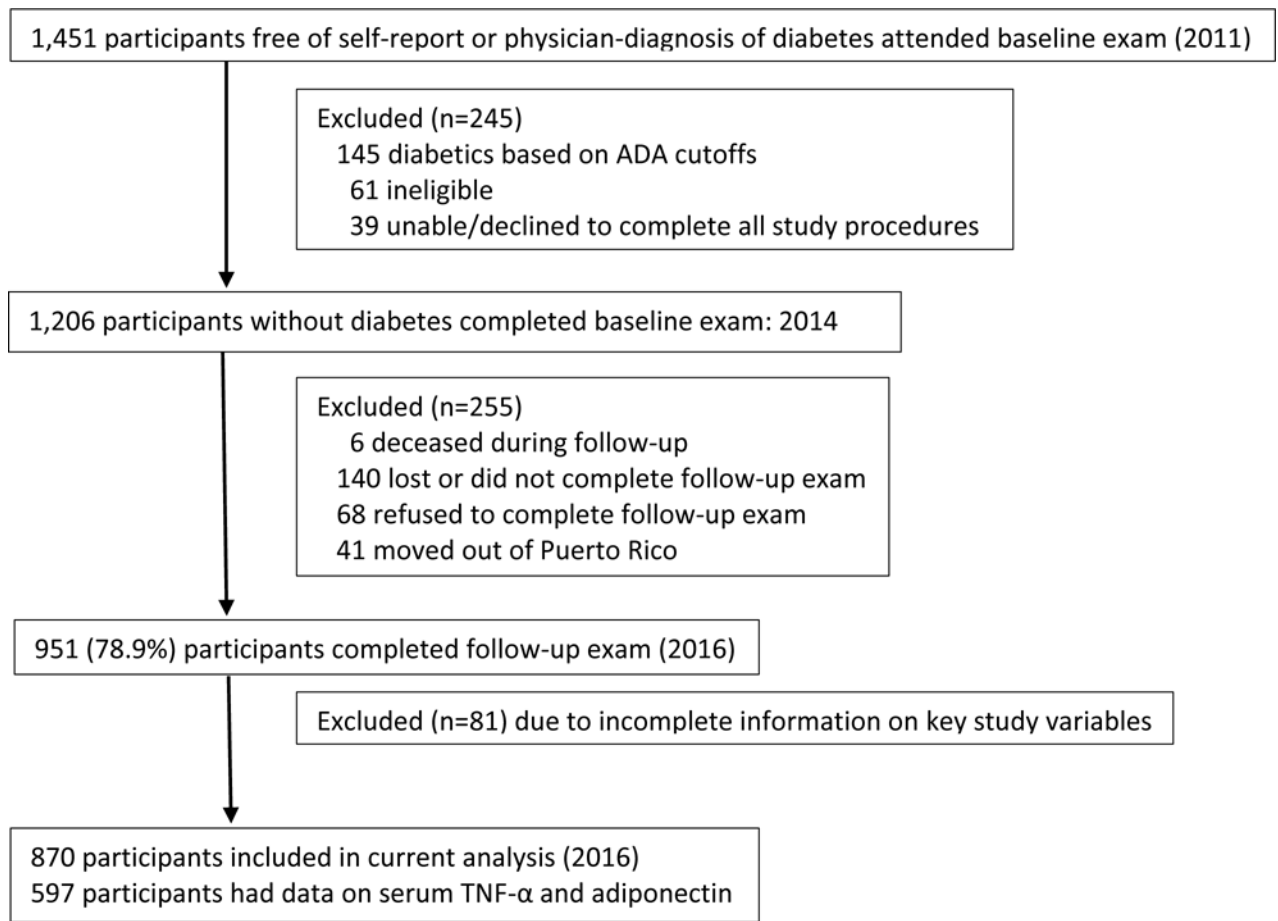 1,451 participants free of self-report or physician-diagnosis of diabetes attended baseline exam (2011)
Excluded (n=245)
145 diabetics based on ADA cutoffs
61 ineligible
39 unable/declined to complete all study procedures
1,206 participants without diabetes completed baseline exam: 2014
Excluded (n=255)
6 deceased during follow-up
140 lost or did not complete follow-up exam
68 refused to complete follow-up exam
41 moved out of Puerto Rico
951 (78.9%) participants completed follow-up exam (2016)
Excluded (n=81) due to incomplete information on key study variables
870 participants included in current analysis (2016)
597 participants had data on serum TNF-α and adiponectin